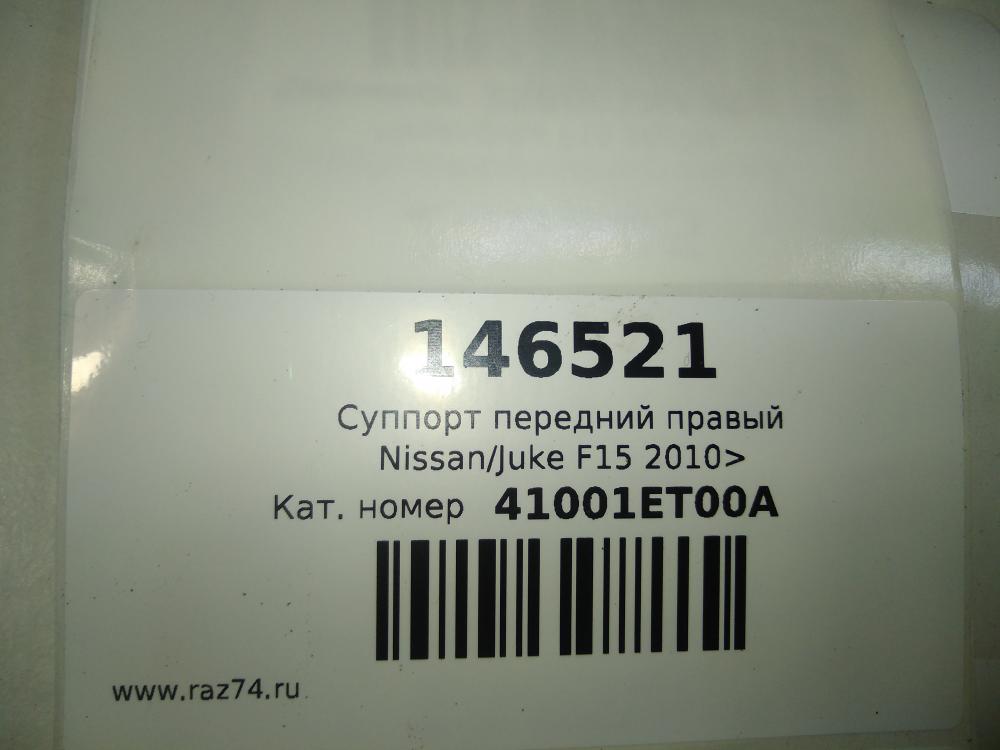 146521
Суппорт передний правый
Nissan/Juke F15 2010>
Кат. номер 41001ET00A
www.raz74.ru